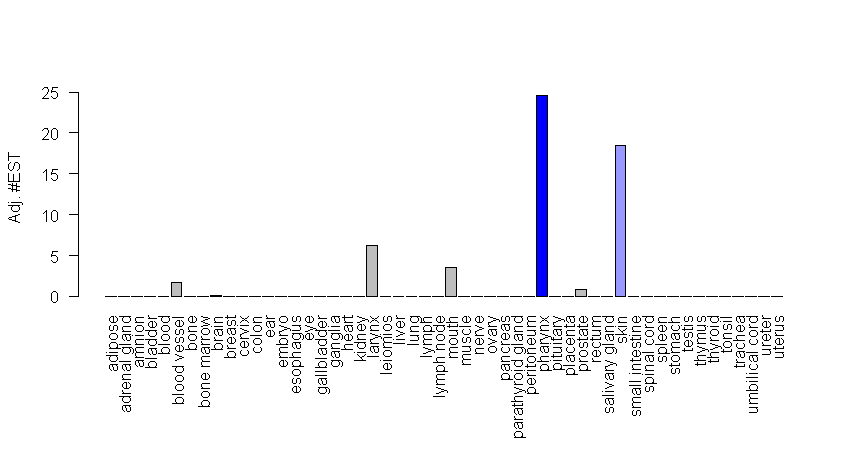 Adj. #EST
25
20
15
10
5
0
adipose
adrenal gland
amnion
bladder
blood
blood vessel
bone
bone marrow
brain
breast
cervix
colon
ear
embryo
esophagus
eye
gallbladder
ganglia
heart
kidney
larynx
leiomios
liver
lung
lymph
lymph node
mouth
muscle
nerve
ovary
pancreas
parathyroid gland
peritoneum
pharynx
pituitary
placenta
prostate
rectum
salivary gland
skin
small intestine
spinal cord
spleen
stomach
testis
thymus
thyroid
tonsil
trachea
umbilical cord
ureter
uterus